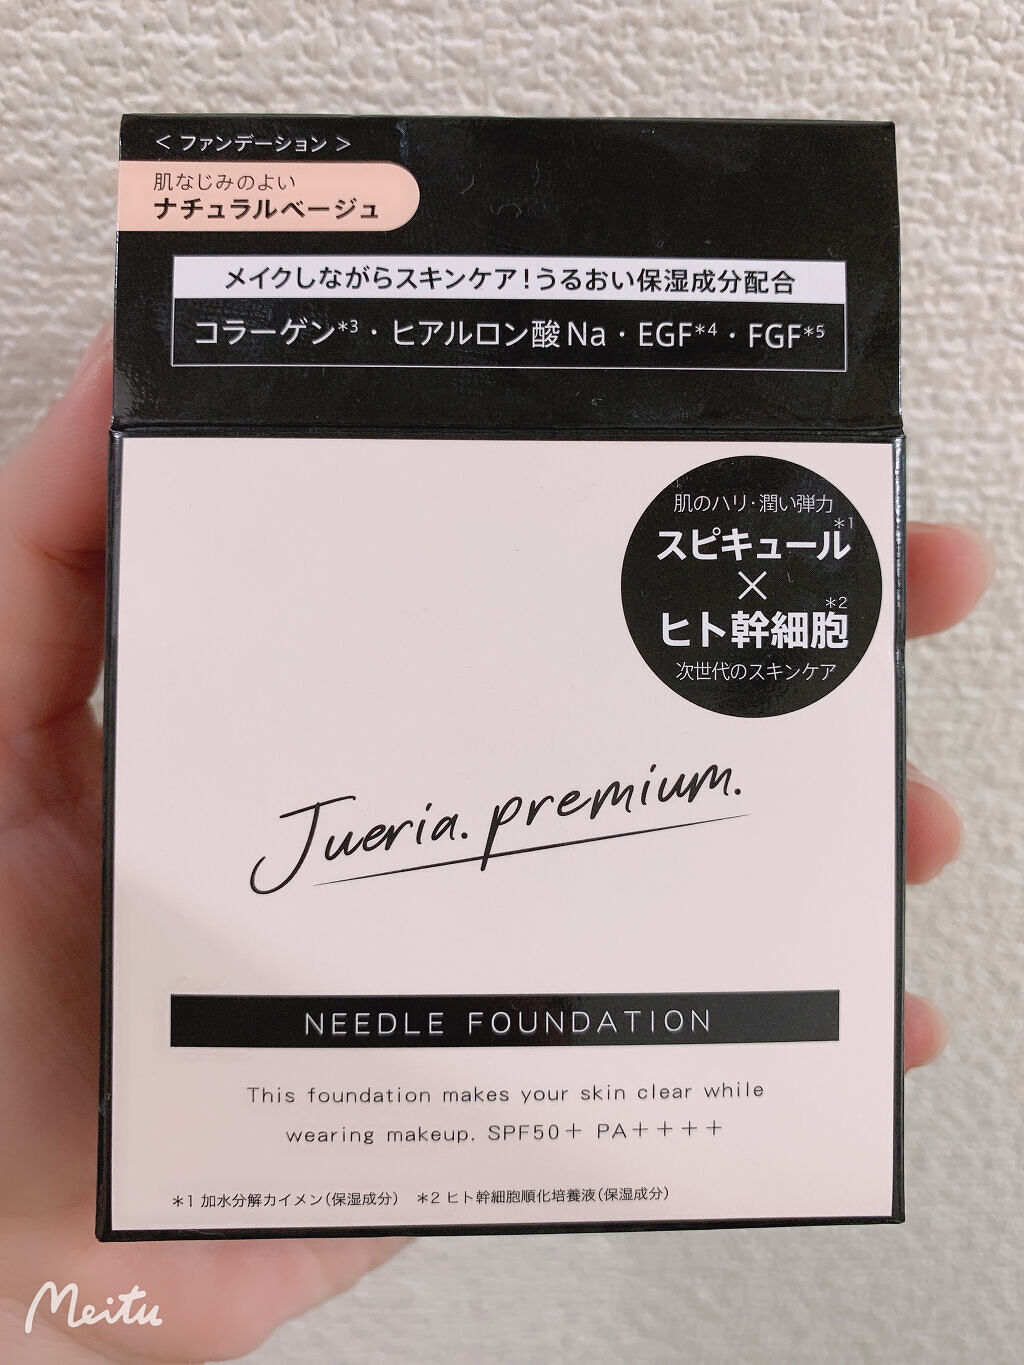 < ファンデーション >
肌なじみのよい
ナチュラルベージュ
メイクしながらスキンケア!うるおい保湿成分配合
コラーゲン*3・ヒアルロン酸Na・EGF*4・FGF*5
肌のハリ・潤い弾力
スピキュール*1
×
ヒト幹細胞*2
次世代のスキンケア
Jueria. premium.
NEEDLE FOUNDATION
This foundation makes your skin clear while
wearing makeup. SPF50+ PA++++
*1 加水分解カイメン(保湿成分) *2 ヒト幹細胞順化培養液(保湿成分)
Meitu